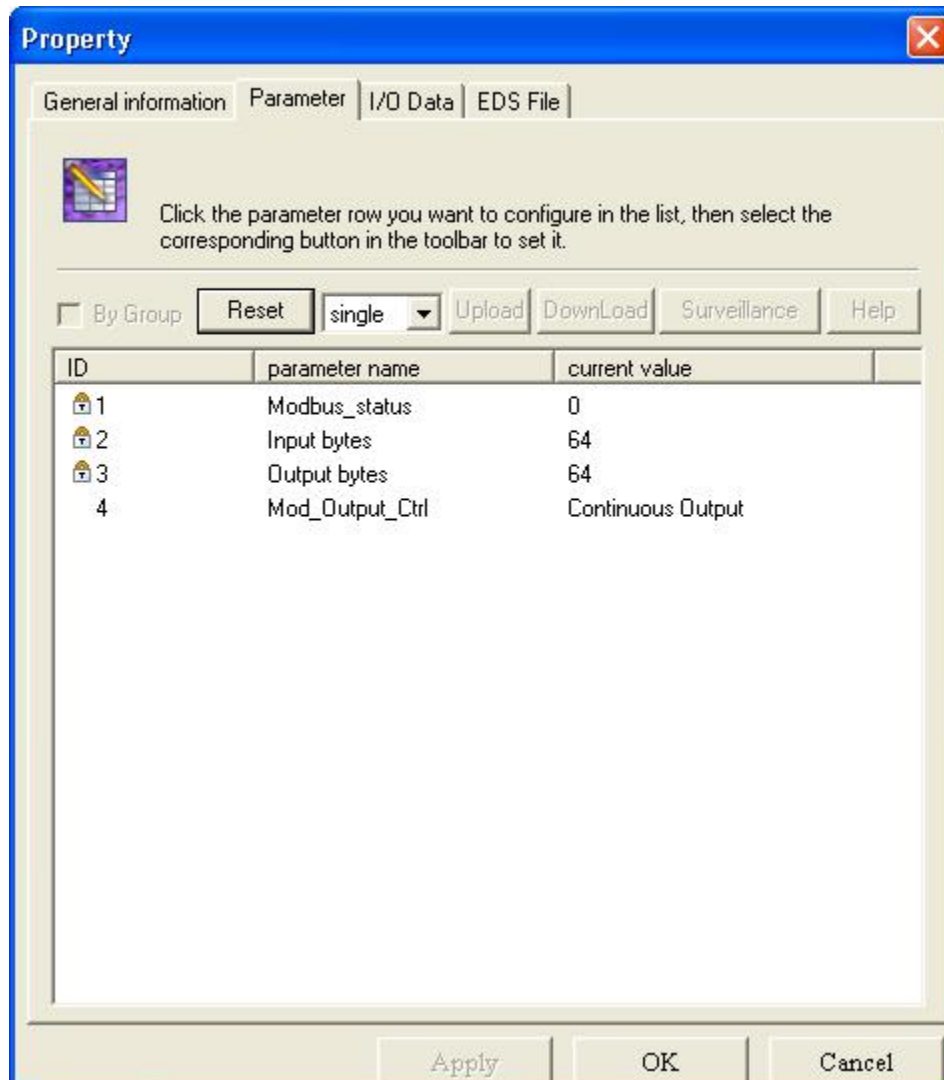 Property
General information Parameter I/O Data EDS File
Click the parameter row you want to configure in the list, then select the
corresponding button in the toolbar to set it.
By Group Reset single Upload DownLoad Surveillance Help
ID parameter name current value
1 Modbus_status 0
2 Input bytes 64
3 Output bytes 64
4 Mod_Output_Ctrl Continuous Output
Apply OK Cancel